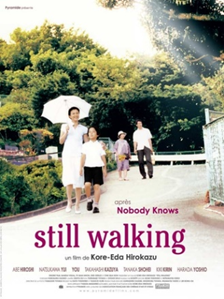 après
Nobody Knows
still walking
un film de Kore-Eda Hirokazu
ABE HIROSHI NATSUKAWA YUI YOU TAKAHASHI KAZUYA TANAKA SHOHEI KIKI KIRIN HARADA YOSHIO